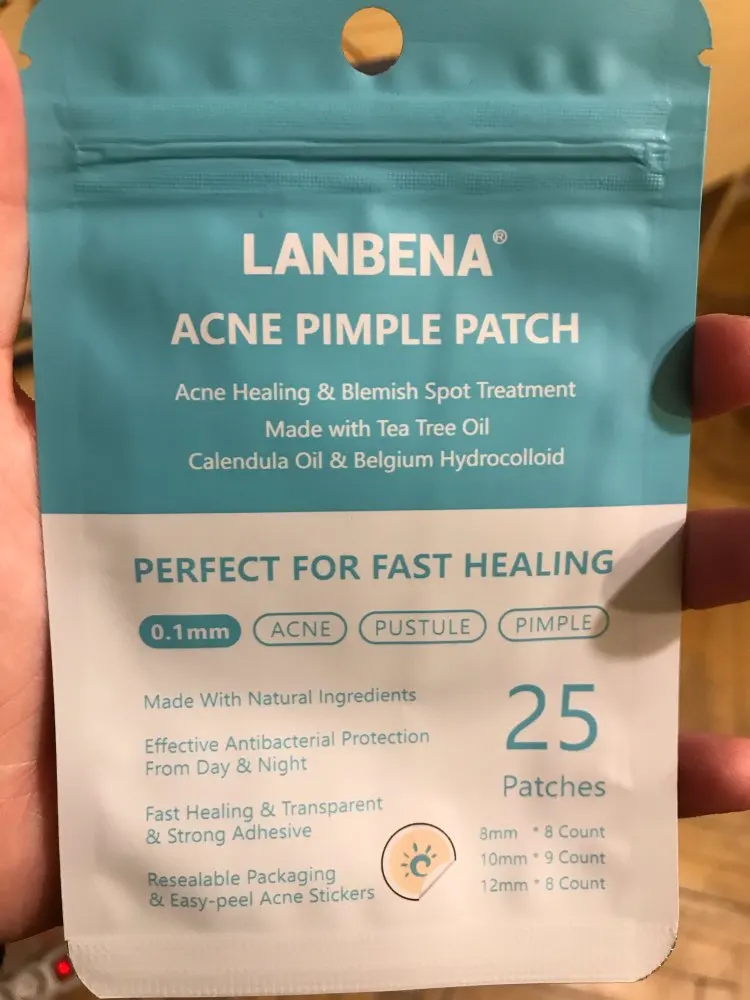 LANBENA®
ACNE PIMPLE PATCH
Acne Healing & Blemish Spot Treatment
Made with Tea Tree Oil
Calendula Oil & Belgium Hydrocolloid
PERFECT FOR FAST HEALING
0.1mm ACNE PUSTULE PIMPLE
Made With Natural Ingredients
Effective Antibacterial Protection
From Day & Night
Fast Healing & Transparent
& Strong Adhesive
Resealable Packaging
& Easy-peel Acne Stickers
25
Patches
8mm * 8 Count
10mm * 9 Count
12mm * 8 Count